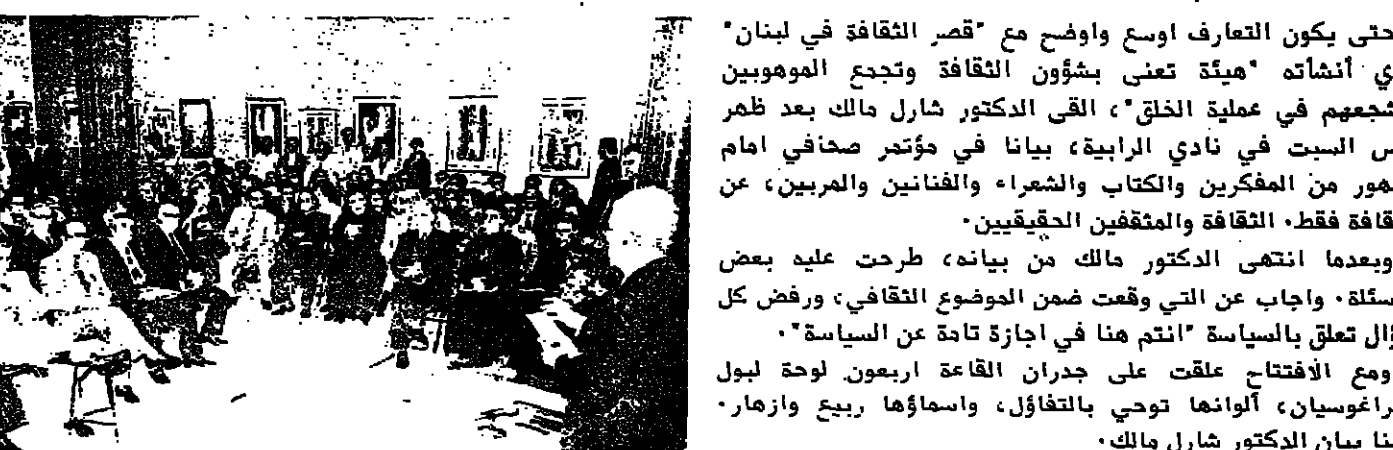 حتى يكون التعارف اوسع واوضح مع "قصر الثقافة في لبنان"
ي أنشأته "هيئة تعنى بشؤون الثقافة وتجمع الموهوبين
شجعهم في عملية الخلق"، القى الدكتور شارل مالك بعد ظهر
س السبت في نادي الرابية، بيانا في مؤتمر صحافي امام
هور من المفكرين والكتاب والشعراء والفنانين والمربين، عن
قافة فقط. الثقافة والمثقفين الحقيقيين.
وبعدما انتهى الدكتور مالك من بيانه، طرحت عليه بعض
سئلة. واجاب عن التي وقعت ضمن الموضوع الثقافي، ورفض كل
ؤال تعلق بالسياسة "انتم هنا في اجازة تامة عن السياسة".
ومع الافتتاح علقت على جدران القاعة اربعون لوحة لبول
راغوسيان، ألوانها توحي بالتفاؤل، واسماؤها ربيع وازهار.
نا بيان الدكتور شارل مالك.